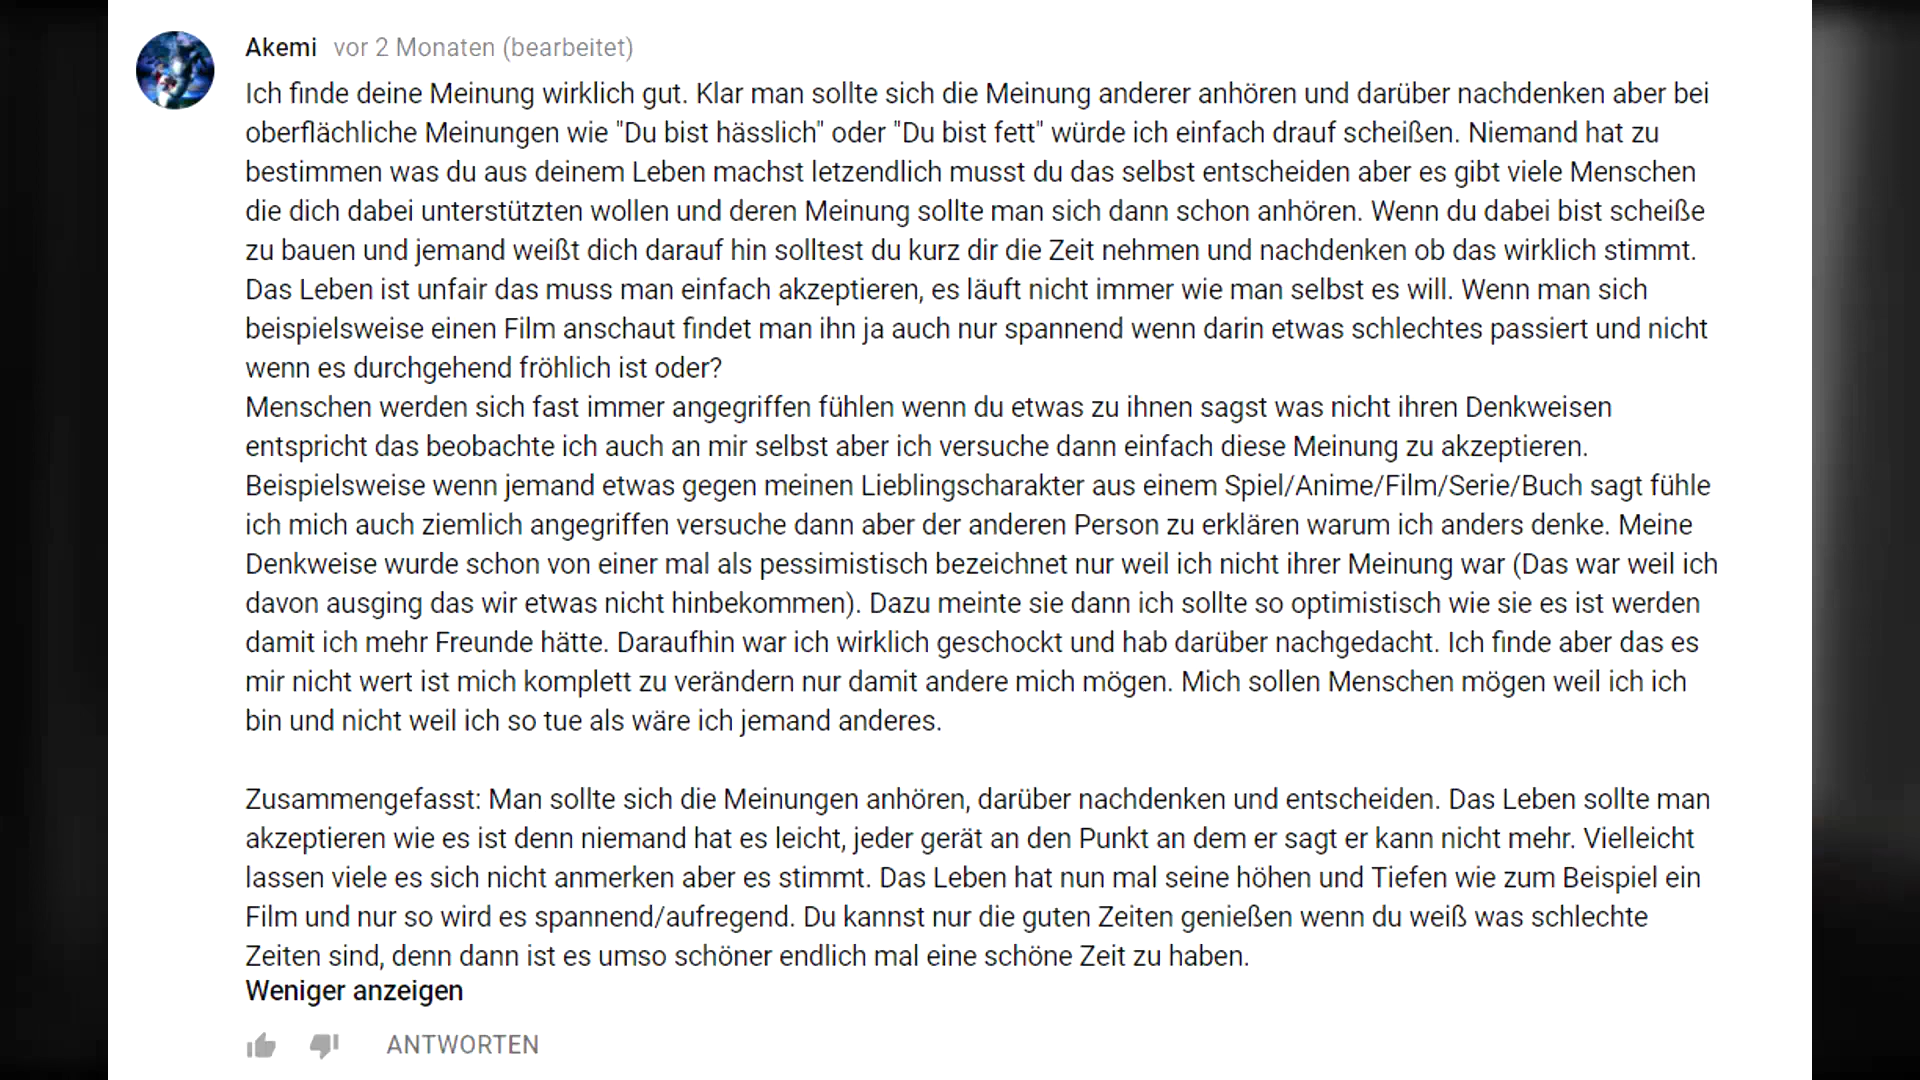 Akemi vor 2 Monaten (bearbeitet)
Ich finde deine Meinung wirklich gut. Klar man sollte sich die Meinung anderer anhören und darüber nachdenken aber bei
oberflächliche Meinungen wie "Du bist hässlich" oder "Du bist fett" würde ich einfach drauf scheißen. Niemand hat zu
bestimmen was du aus deinem Leben machst letzendlich musst du das selbst entscheiden aber es gibt viele Menschen
die dich dabei unterstützten wollen und deren Meinung sollte man sich dann schon anhören. Wenn du dabei bist scheiße
zu bauen und jemand weißt dich darauf hin solltest du kurz dir die Zeit nehmen und nachdenken ob das wirklich stimmt.
Das Leben ist unfair das muss man einfach akzeptieren, es läuft nicht immer wie man selbst es will. Wenn man sich
beispielsweise einen Film anschaut findet man ihn ja auch nur spannend wenn darin etwas schlechtes passiert und nicht
wenn es durchgehend fröhlich ist oder?
Menschen werden sich fast immer angegriffen fühlen wenn du etwas zu ihnen sagst was nicht ihren Denkweisen
entspricht das beobachte ich auch an mir selbst aber ich versuche dann einfach diese Meinung zu akzeptieren.
Beispielsweise wenn jemand etwas gegen meinen Lieblingscharakter aus einem Spiel/Anime/Film/Serie/Buch sagt fühle
ich mich auch ziemlich angegriffen versuche dann aber der anderen Person zu erklären warum ich anders denke. Meine
Denkweise wurde schon von einer mal als pessimistisch bezeichnet nur weil ich nicht ihrer Meinung war (Das war weil ich
davon ausging das wir etwas nicht hinbekommen). Dazu meinte sie dann ich sollte so optimistisch wie sie es ist werden
damit ich mehr Freunde hätte. Daraufhin war ich wirklich geschockt und hab darüber nachgedacht. Ich finde aber das es
mir nicht wert ist mich komplett zu verändern nur damit andere mich mögen. Mich sollen Menschen mögen weil ich ich
bin und nicht weil ich so tue als wäre ich jemand anderes.
Zusammengefasst: Man sollte sich die Meinungen anhören, darüber nachdenken und entscheiden. Das Leben sollte man
akzeptieren wie es ist denn niemand hat es leicht, jeder gerät an den Punkt an dem er sagt er kann nicht mehr. Vielleicht
lassen viele es sich nicht anmerken aber es stimmt. Das Leben hat nun mal seine höhen und Tiefen wie zum Beispiel ein
Film und nur so wird es spannend/aufregend. Du kannst nur die guten Zeiten genießen wenn du weiß was schlechte
Zeiten sind, denn dann ist es umso schöner endlich mal eine schöne Zeit zu haben.
Weniger anzeigen
ANTWORTEN